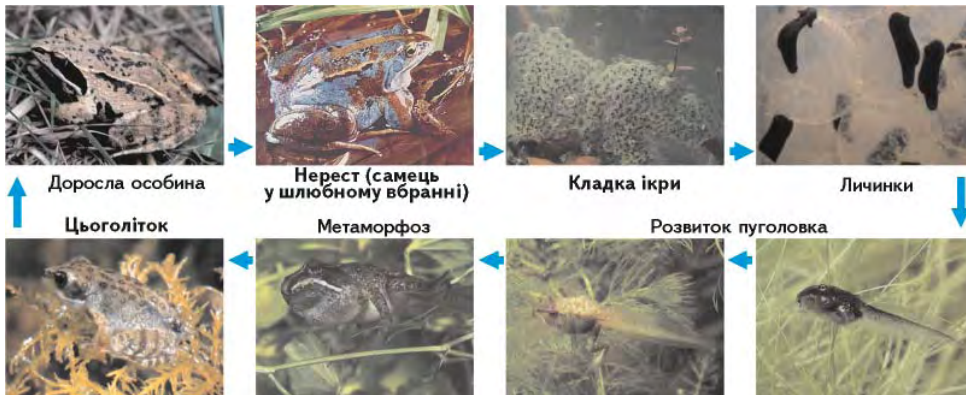 Доросла особина
Нерест (самець
у шлюбному вбранні)
Кладка ікри
Личинки
Цьоголіток
Метаморфоз
Розвиток пуголовка